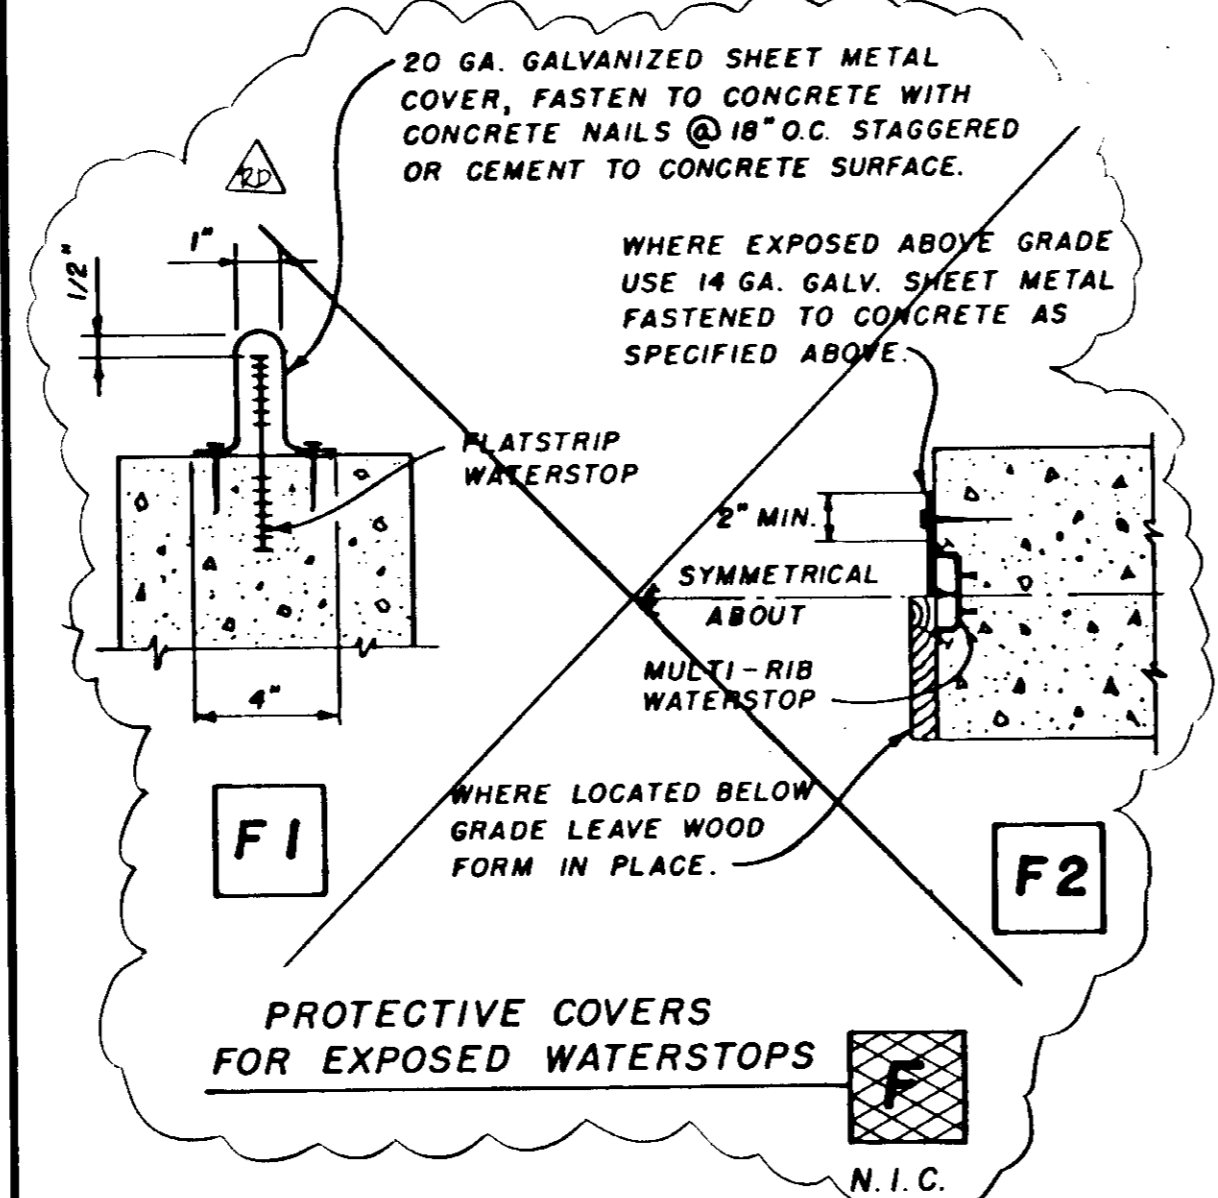 20 GA. GALVANIZED SHEET METAL
COVER, FASTEN TO CONCRETE WITH
CONCRETE NAILS @ 18" O.C. STAGGERED
OR CEMENT TO CONCRETE SURFACE.
RD
1"
1/2"
WHERE EXPOSED ABOVE GRADE
USE 14 GA. GALV. SHEET METAL
FASTENED TO CONCRETE AS
SPECIFIED ABOVE.
FLATSTRIP
WATERSTOP
2" MIN.
SYMMETRICAL
ABOUT
MULTI-RIB
WATERSTOP
4"
WHERE LOCATED BELOW
GRADE LEAVE WOOD
FORM IN PLACE.
F1
F2
PROTECTIVE COVERS
FOR EXPOSED WATERSTOPS
F
N.I.C.